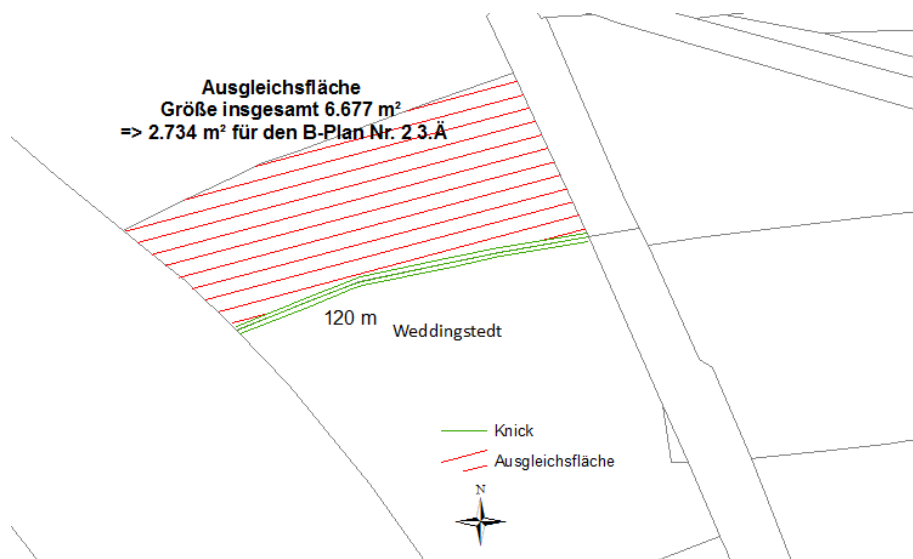 Ausgleichsfläche
Größe insgesamt 6.677 m²
=> 2.734 m² für den B-Plan Nr. 2 3.Ä
120 m
Weddingstedt
Knick
Ausgleichsfläche
N